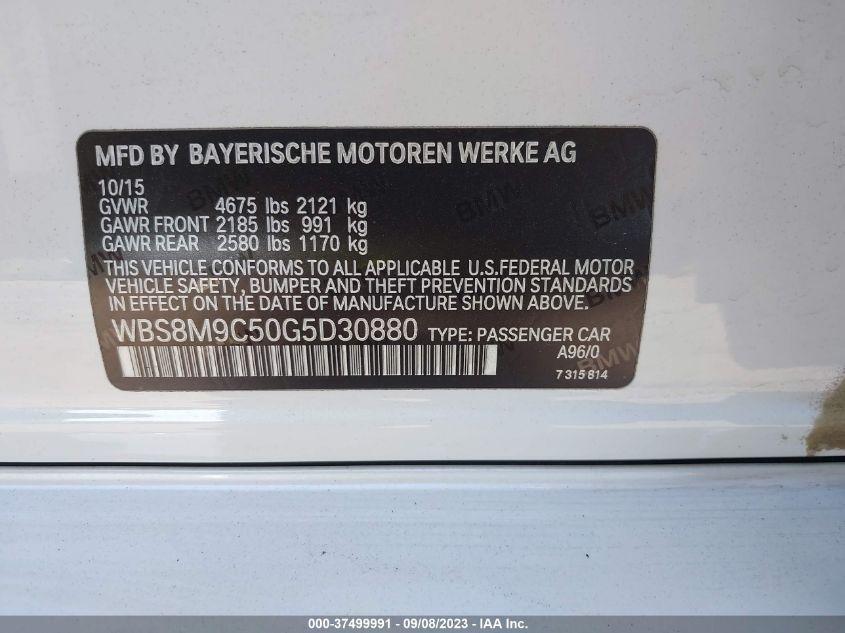 MFD BY BAYERISCHE MOTOREN WERKE AG
10/15
GVWR 4675 lbs 2121 kg
GAWR FRONT 2185 lbs 991 kg
GAWR REAR 2580 lbs 1170 kg
THIS VEHICLE CONFORMS TO ALL APPLICABLE U.S.FEDERAL MOTOR
VEHICLE SAFETY, BUMPER AND THEFT PREVENTION STANDARDS
IN EFFECT ON THE DATE OF MANUFACTURE SHOWN ABOVE.
WBS8M9C50G5D30880 TYPE: PASSENGER CAR
A96/0
7 315 814
000-37499991 - 09/08/2023 - IAA Inc.